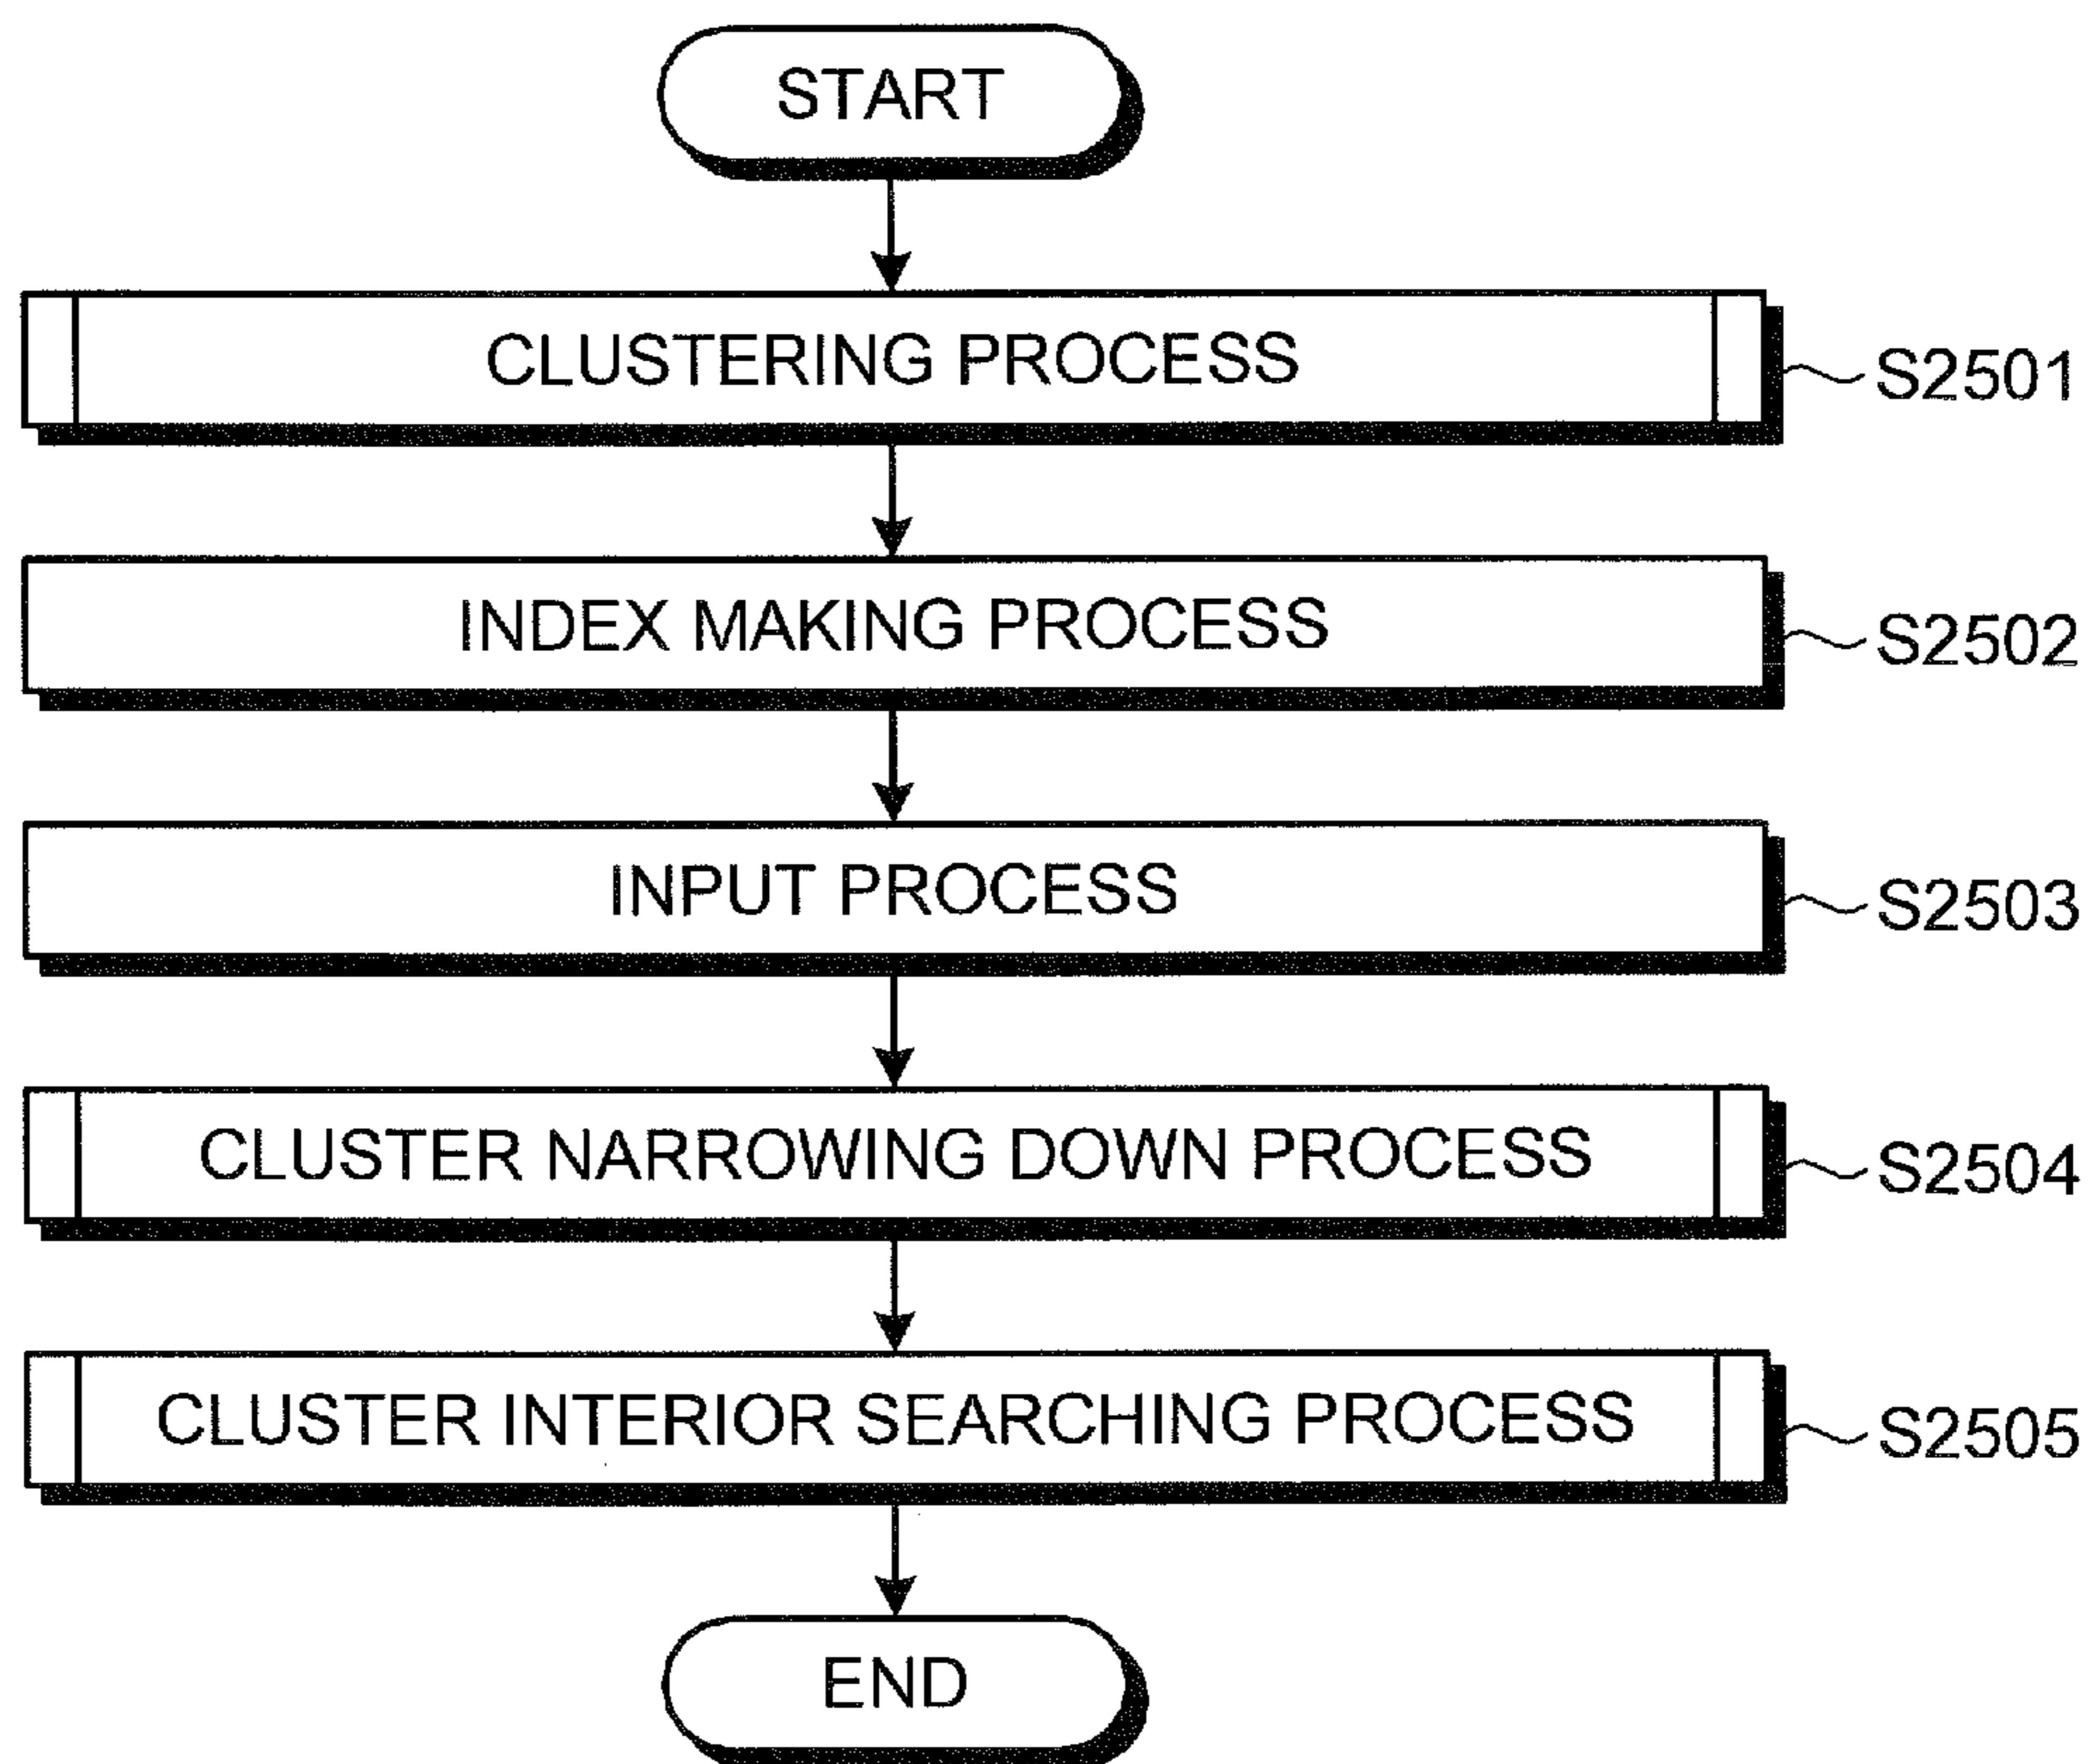 START
CLUSTERING PROCESS S2501
INDEX MAKING PROCESS S2502
INPUT PROCESS S2503
CLUSTER NARROWING DOWN PROCESS S2504
CLUSTER INTERIOR SEARCHING PROCESS S2505
END